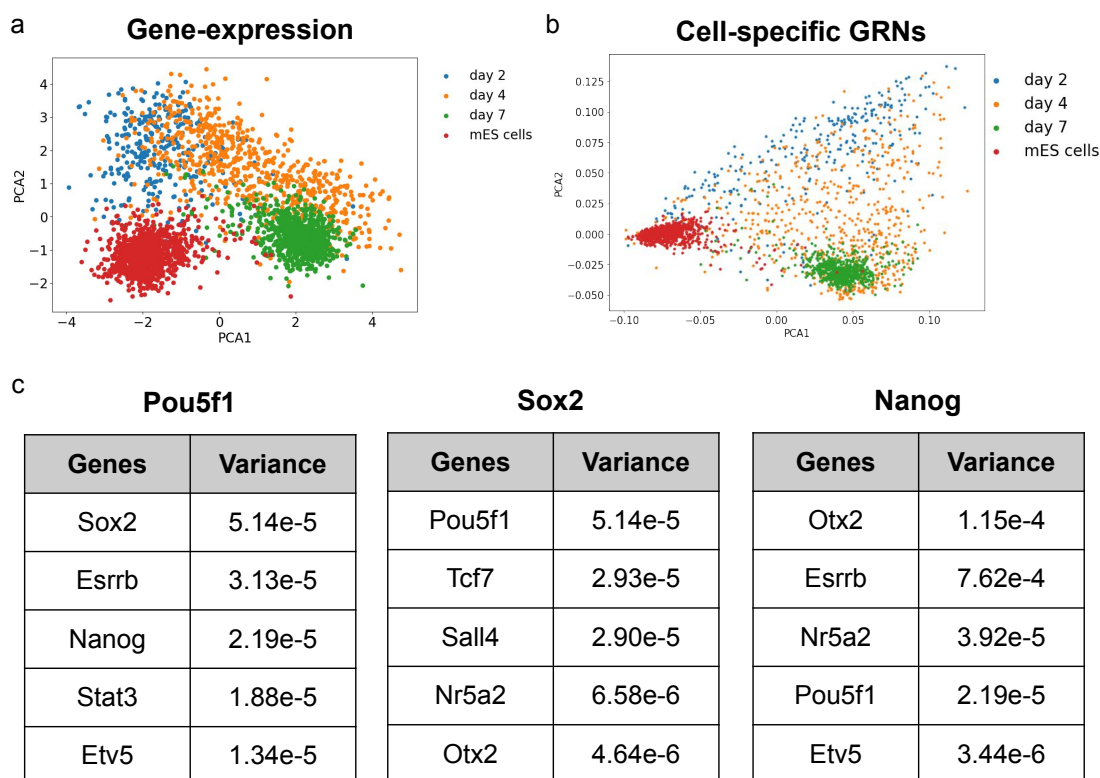 a
Gene-expression
4
3
2
1
0
−1
−2
−4
−2
0
2
4
PCA2
PCA1
day 2
day 4
day 7
mES cells
b
Cell-specific GRNs
0.125
0.100
0.075
0.050
0.025
0.000
−0.025
−0.050
−0.10
−0.05
0.00
0.05
0.10
PCA2
PCA1
day 2
day 4
day 7
mES cells
c
Pou5f1
Genes Variance
Sox2 5.14e-5
Esrrb 3.13e-5
Nanog 2.19e-5
Stat3 1.88e-5
Etv5 1.34e-5
Sox2
Genes Variance
Pou5f1 5.14e-5
Tcf7 2.93e-5
Sall4 2.90e-5
Nr5a2 6.58e-6
Otx2 4.64e-6
Nanog
Genes Variance
Otx2 1.15e-4
Esrrb 7.62e-4
Nr5a2 3.92e-5
Pou5f1 2.19e-5
Etv5 3.44e-6